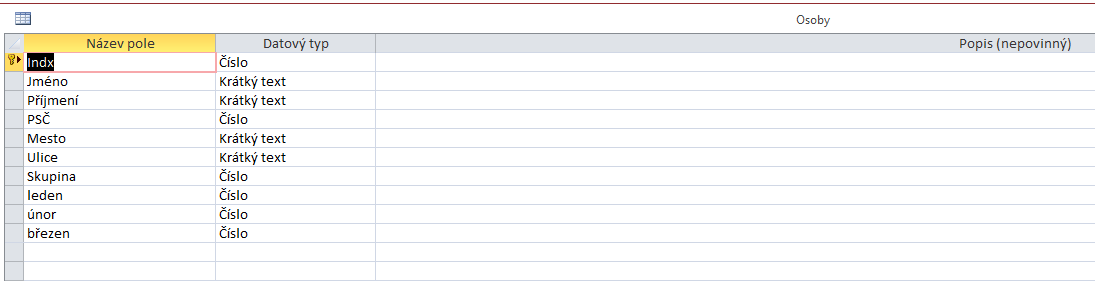 Osoby
Název pole Datový typ Popis (nepovinný)
Indx Číslo
Jméno Krátký text
Příjmení Krátký text
PSČ Číslo
Mesto Krátký text
Ulice Krátký text
Skupina Číslo
leden Číslo
únor Číslo
březen Číslo